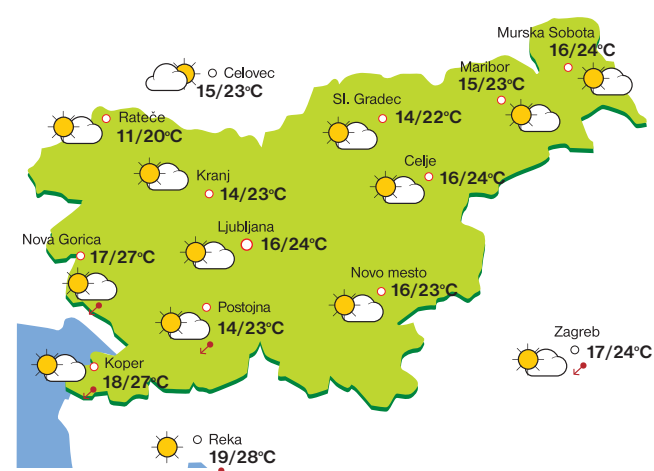 Murska Sobota
16/24°C
Maribor
15/23°C
Celovec
15/23°C
Sl. Gradec
14/22°C
Rateče
11/20°C
Celje
16/24°C
Kranj
14/23°C
Ljubljana
16/24°C
Nova Gorica
17/27°C
Novo mesto
16/23°C
Postojna
14/23°C
Zagreb
17/24°C
Koper
18/27°C
Reka
19/28°C